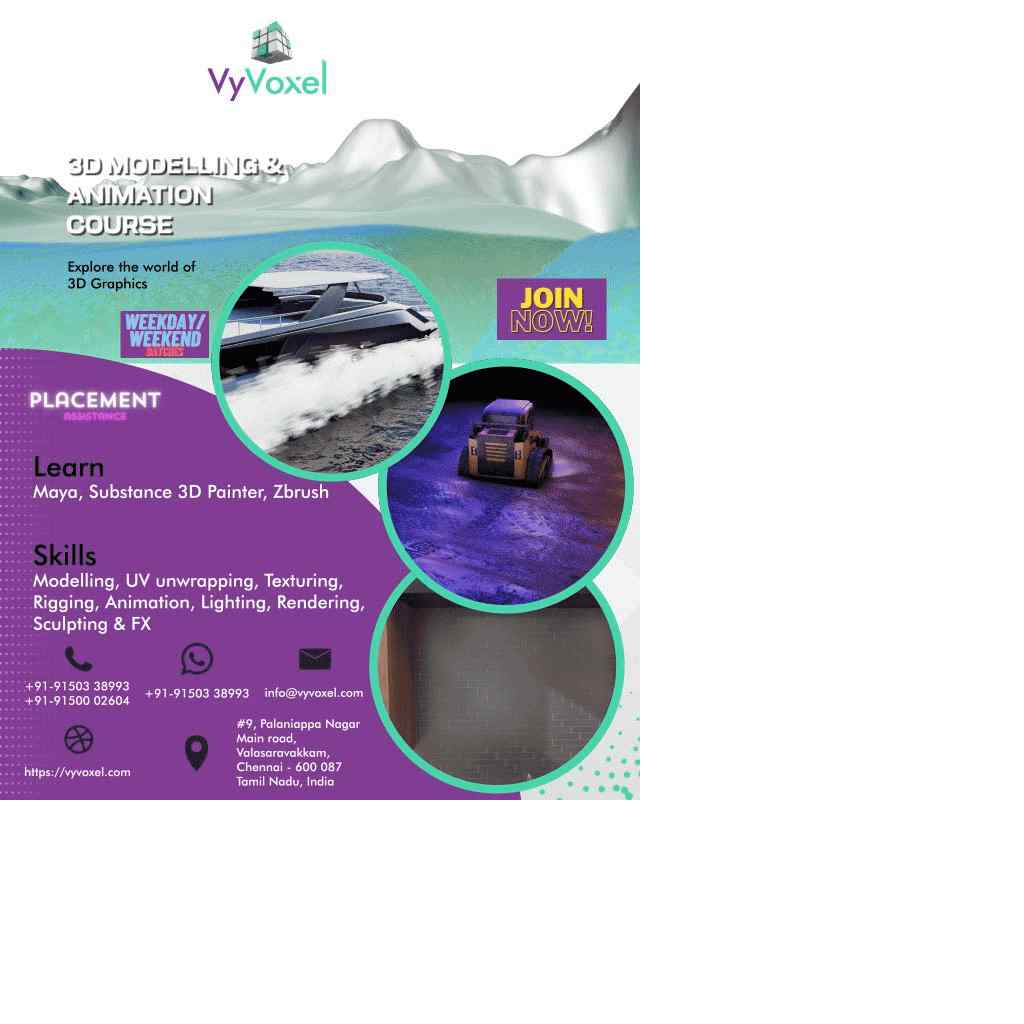 VyVoxel
3D MODELLING &
ANIMATION
COURSE
Explore the world of
3D Graphics
WEEKDAY/
WEEKEND
BATCHES
JOIN
NOW!
PLACEMENT
ASSISTANCE
Learn
Maya, Substance 3D Painter, Zbrush
Skills
Modelling, UV unwrapping, Texturing,
Rigging, Animation, Lighting, Rendering,
Sculpting & FX
+91-91503 38993
+91-91500 02604
+91-91503 38993
info@vyvoxel.com
https://vyvoxel.com
#9, Palaniappa Nagar
Main road,
Valasaravakkam,
Chennai - 600 087
Tamil Nadu, India